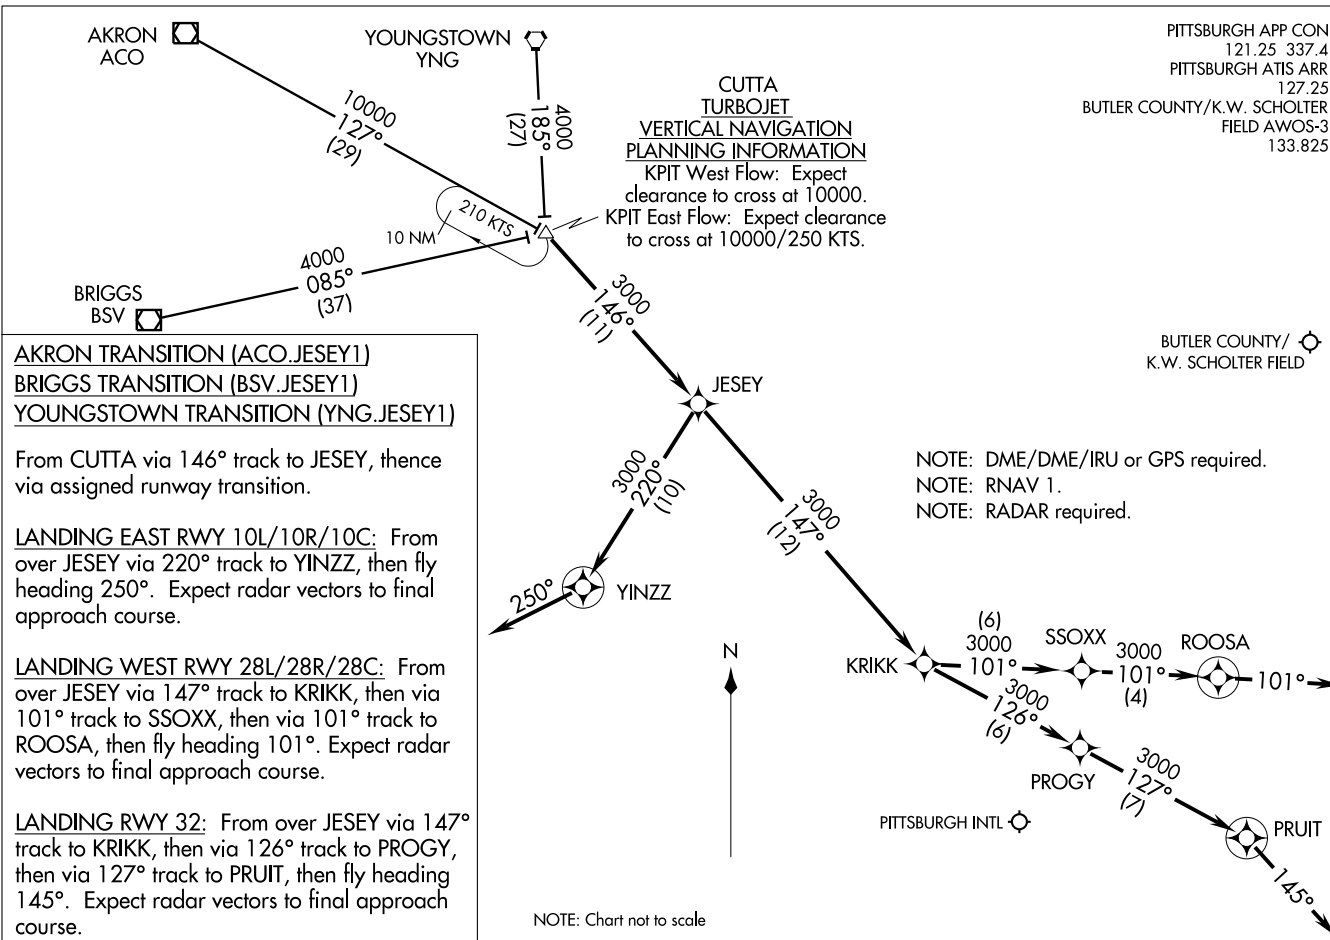 PITTSBURGH APP CON
121.25 337.4
PITTSBURGH ATIS ARR
127.25
BUTLER COUNTY/K.W. SCHOLTER
FIELD AWOS-3
133.825
AKRON
ACO
YOUNGSTOWN
YNG
10000
127°
(29)
4000
185°
(27)
CUTTA
TURBOJET
VERTICAL NAVIGATION
PLANNING INFORMATION
KPIT West Flow: Expect
clearance to cross at 10000.
KPIT East Flow: Expect clearance
to cross at 10000/250 KTS.
210 KTS
10 NM
4000
085°
(37)
BRIGGS
BSV
3000
146°
(11)
BUTLER COUNTY/
K.W. SCHOLTER FIELD
JESEY
AKRON TRANSITION (ACO.JESEY1)
BRIGGS TRANSITION (BSV.JESEY1)
YOUNGSTOWN TRANSITION (YNG.JESEY1)
From CUTTA via 146° track to JESEY, thence
via assigned runway transition.
LANDING EAST RWY 10L/10R/10C: From
over JESEY via 220° track to YINZZ, then fly
heading 250°. Expect radar vectors to final
approach course.
LANDING WEST RWY 28L/28R/28C: From
over JESEY via 147° track to KRIKK, then via
101° track to SSOXX, then via 101° track to
ROOSA, then fly heading 101°. Expect radar
vectors to final approach course.
LANDING RWY 32: From over JESEY via 147°
track to KRIKK, then via 126° track to PROGY,
then via 127° track to PRUIT, then fly heading
145°. Expect radar vectors to final approach
course.
NOTE: DME/DME/IRU or GPS required.
NOTE: RNAV 1.
NOTE: RADAR required.
3000
220°
(10)
3000
147°
(12)
250°
YINZZ
N
KRIKK
(6)
3000
101°
SSOXX
3000
101°
(4)
ROOSA
101°
3000
126°
(6)
PROGY
3000
127°
(7)
PITTSBURGH INTL
PRUIT
145°
NOTE: Chart not to scale